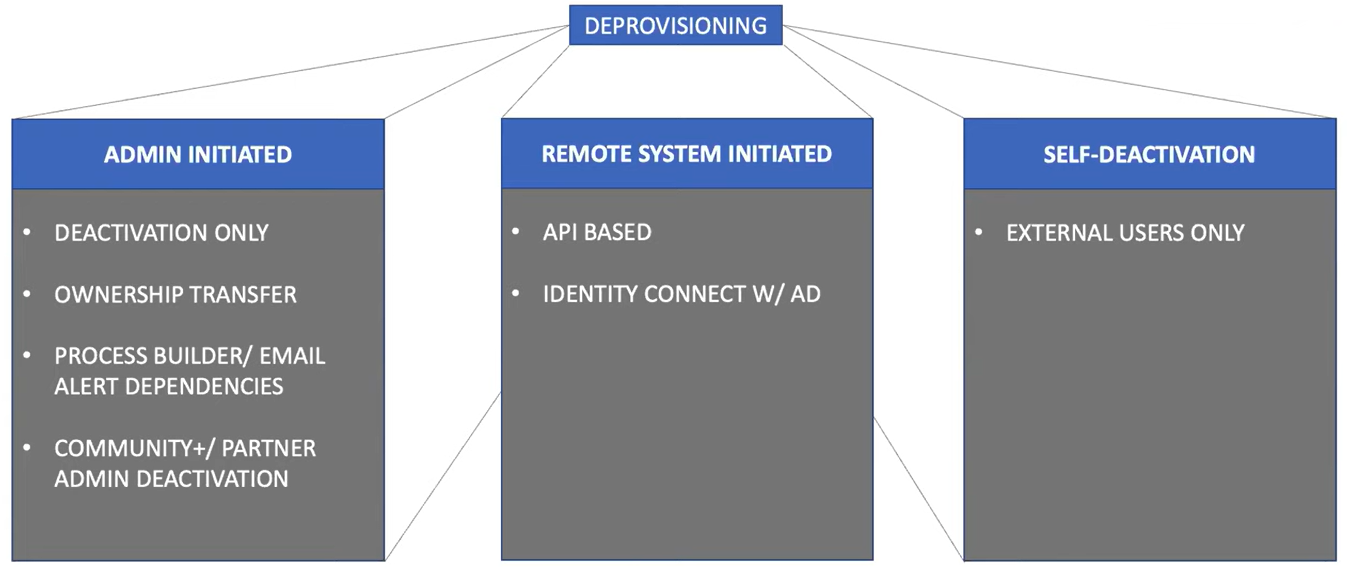 DEPROVISIONING
ADMIN INITIATED
• DEACTIVATION ONLY
• OWNERSHIP TRANSFER
• PROCESS BUILDER/ EMAIL
ALERT DEPENDENCIES
• COMMUNITY+/ PARTNER
ADMIN DEACTIVATION
REMOTE SYSTEM INITIATED
• API BASED
• IDENTITY CONNECT W/ AD
SELF-DEACTIVATION
• EXTERNAL USERS ONLY